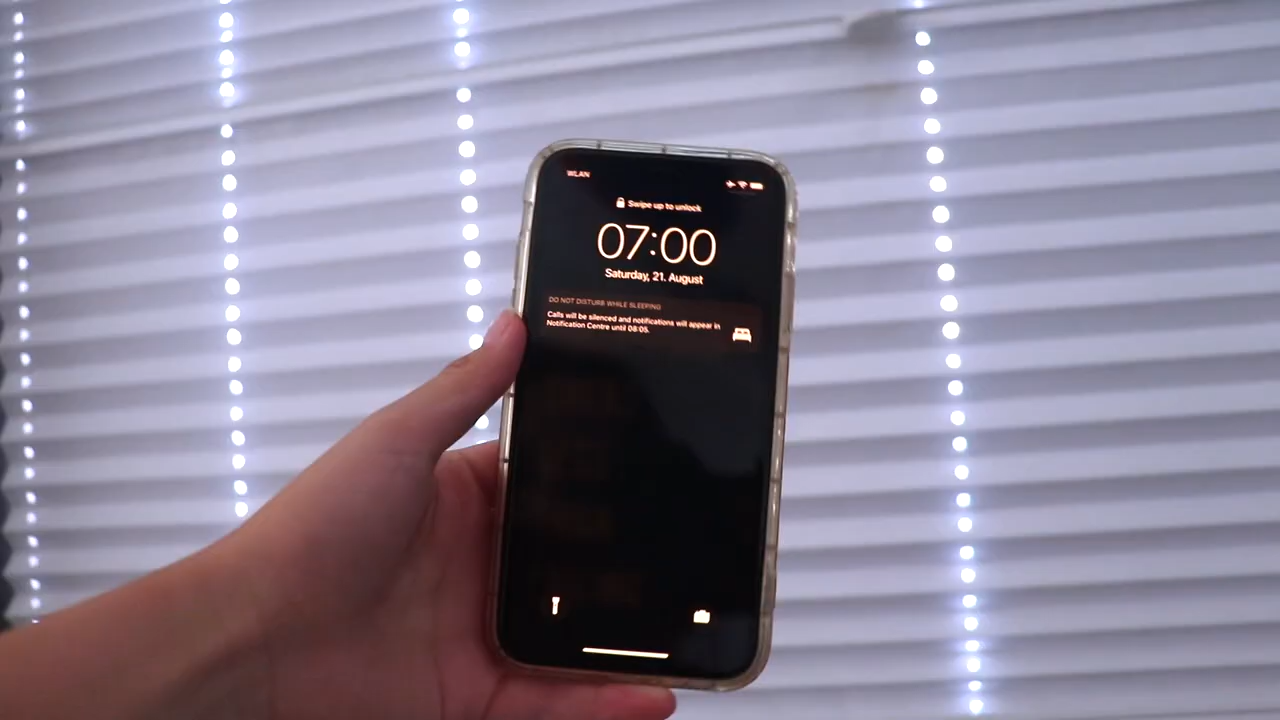 WLAN
Swipe up to unlock
07:00
Saturday, 21. August
DO NOT DISTURB WHILE SLEEPING
Calls will be silenced and notifications will appear in
Notification Centre until 08:05.